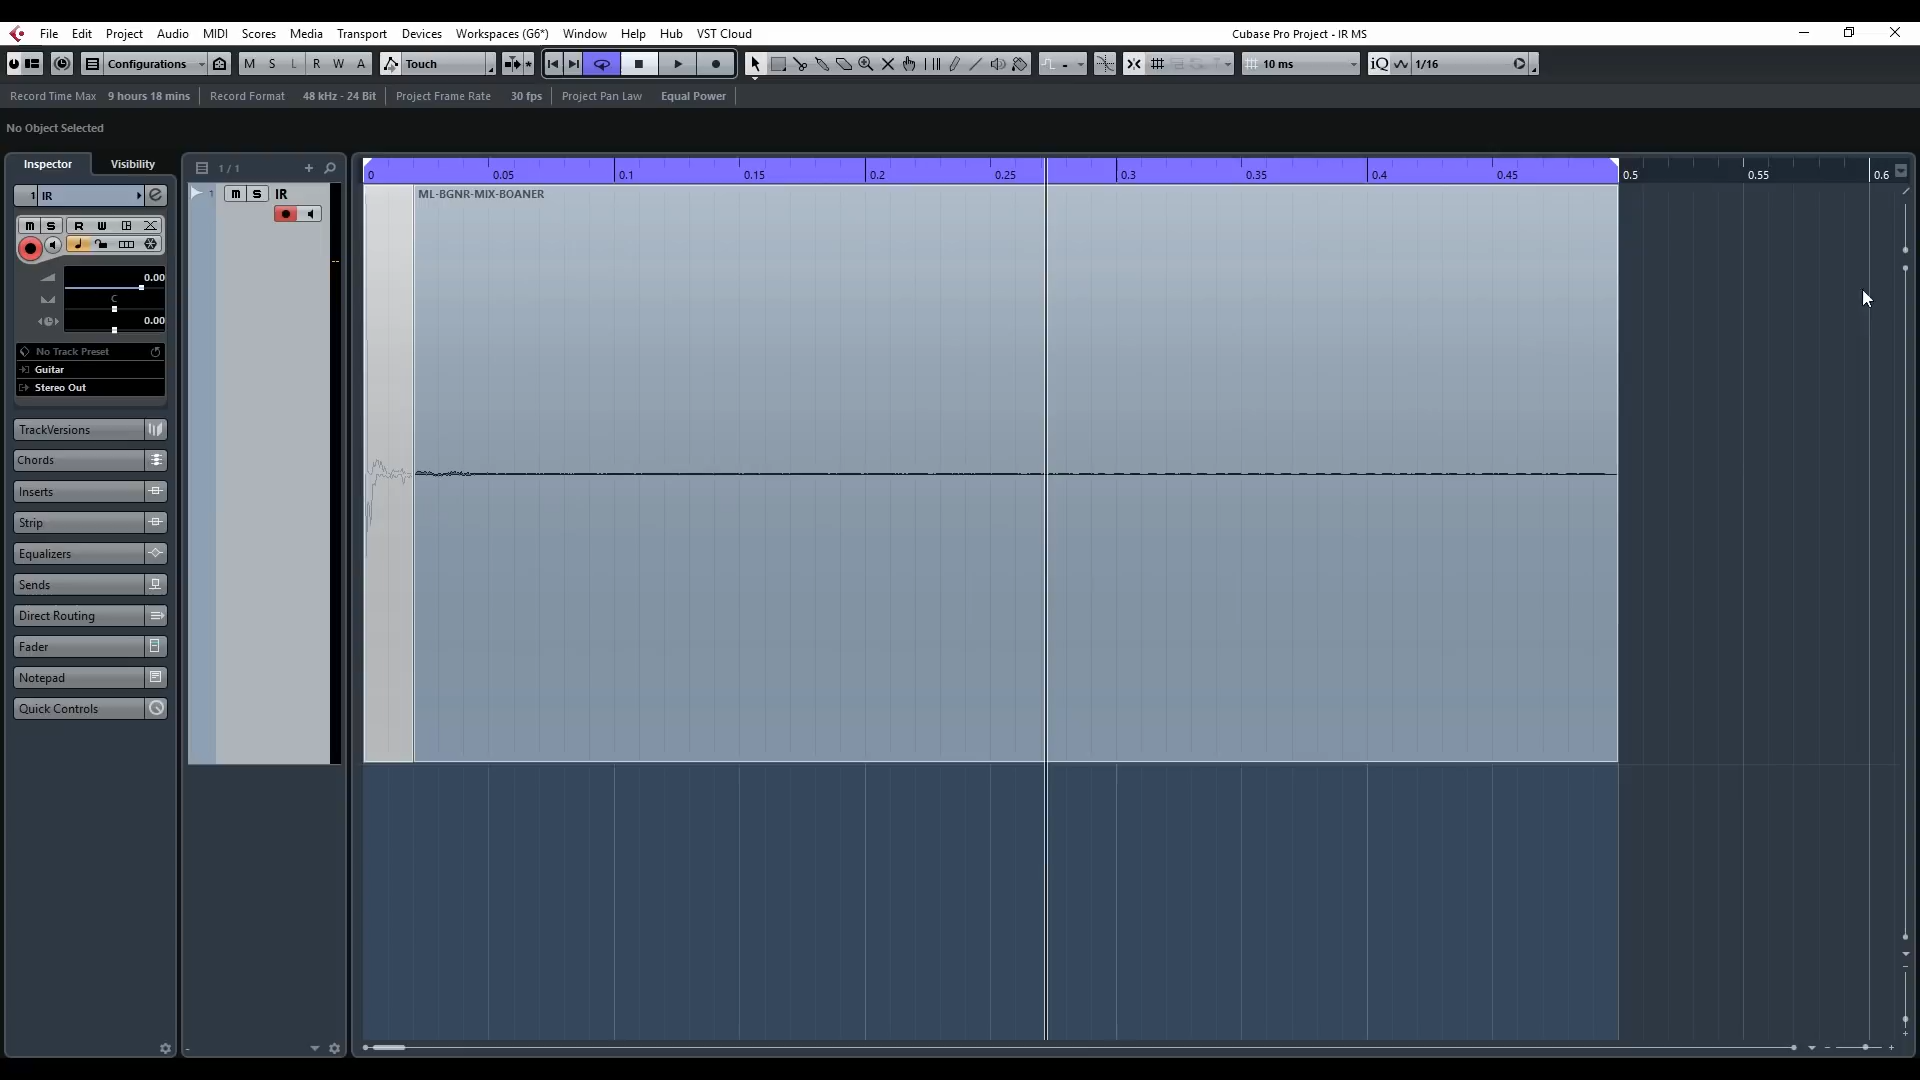 File Edit Project Audio MIDI Scores Media Transport Devices Workspaces (G6*) Window Help Hub VST Cloud
Cubase Pro Project - IR MS
Configurations M S L R W A Touch 10 ms iQ 1/16
Record Time Max 9 hours 18 mins Record Format 48 kHz - 24 Bit Project Frame Rate 30 fps Project Pan Law Equal Power
No Object Selected
Inspector Visibility 1 / 1
0 0.05 0.1 0.15 0.2 0.25 0.3 0.35 0.4 0.45 0.5 0.55 0.6
1 IR
1 m S IR
ML-BGNR-MIX-BOANER
m S R W
0.00
C
0.00
No Track Preset
Guitar
Stereo Out
TrackVersions
Chords
Inserts
Strip
Equalizers
Sends
Direct Routing
Fader
Notepad
Quick Controls